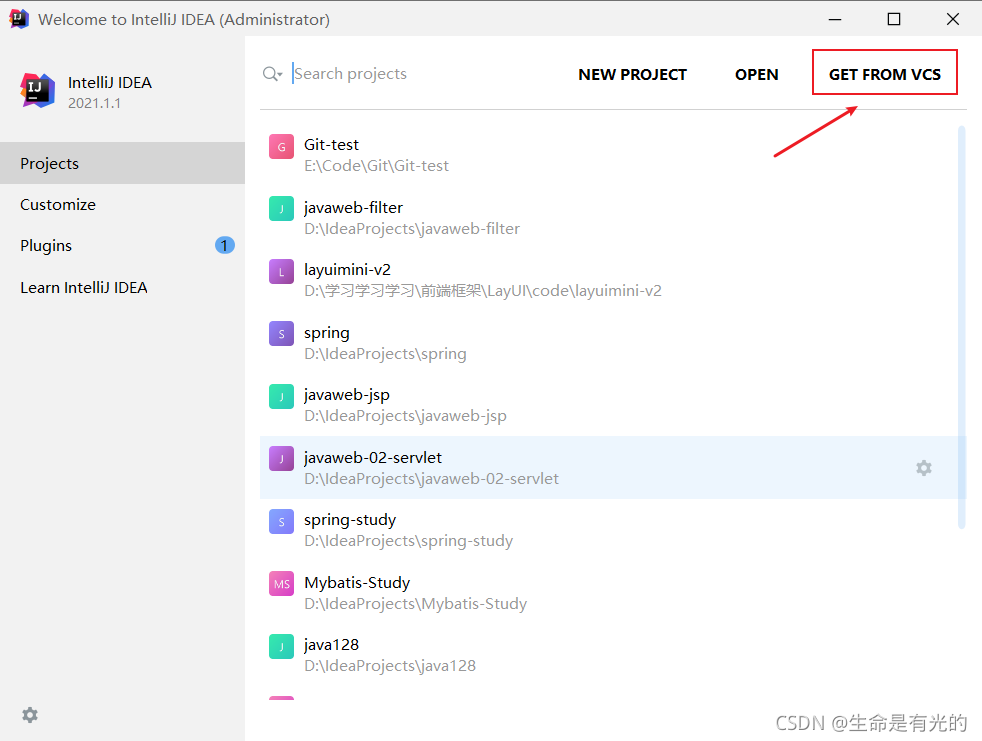 Welcome to IntelliJ IDEA (Administrator)
IntelliJ IDEA
2021.1.1
Projects
Customize
Plugins 1
Learn IntelliJ IDEA
Search projects NEW PROJECT OPEN GET FROM VCS
G Git-test
E:\Code\Git\Git-test
J javaweb-filter
D:\IdeaProjects\javaweb-filter
L layuimini-v2
D:\学习学习学习\前端框架\LayUI\code\layuimini-v2
S spring
D:\IdeaProjects\spring
J javaweb-jsp
D:\IdeaProjects\javaweb-jsp
J javaweb-02-servlet
D:\IdeaProjects\javaweb-02-servlet
S spring-study
D:\IdeaProjects\spring-study
MS Mybatis-Study
D:\IdeaProjects\Mybatis-Study
J java128
D:\IdeaProjects\java128
CSDN @生命是有光的